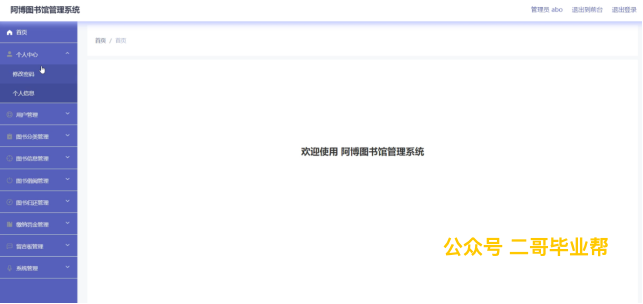 阿博图书馆管理系统
管理员 abo 退出到前台 退出登录
首页
首页 / 首页
个人中心
修改密码
个人信息
用户管理
图书分类管理
图书信息管理
欢迎使用 阿博图书馆管理系统
图书借阅管理
图书归还管理
缴纳罚金管理
留言板管理
系统管理
公众号 二哥毕业帮